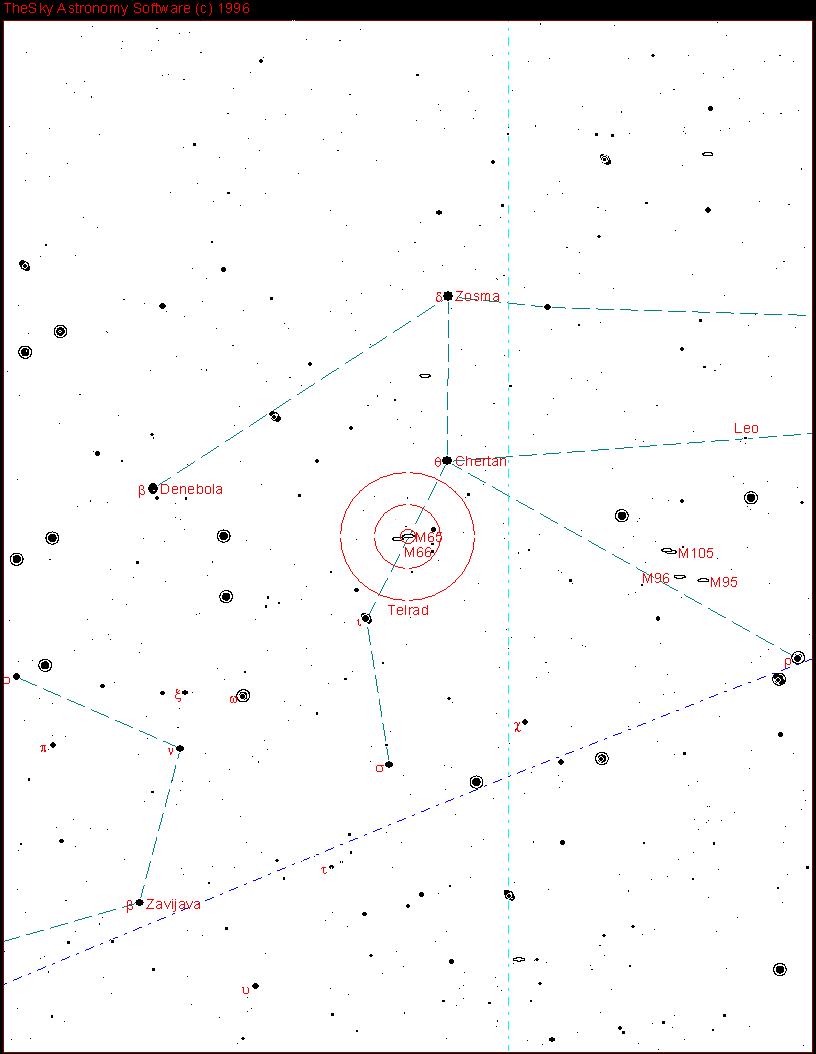 TheSky Astronomy Software (c) 1996
δ Zosma
Leo
θ Chertan
β Denebola
M65
M66
M105
M96 M95
Telrad
ι
ρ
ο
ξ
ω
χ
π
ν
σ
τ
β Zavijava
υ